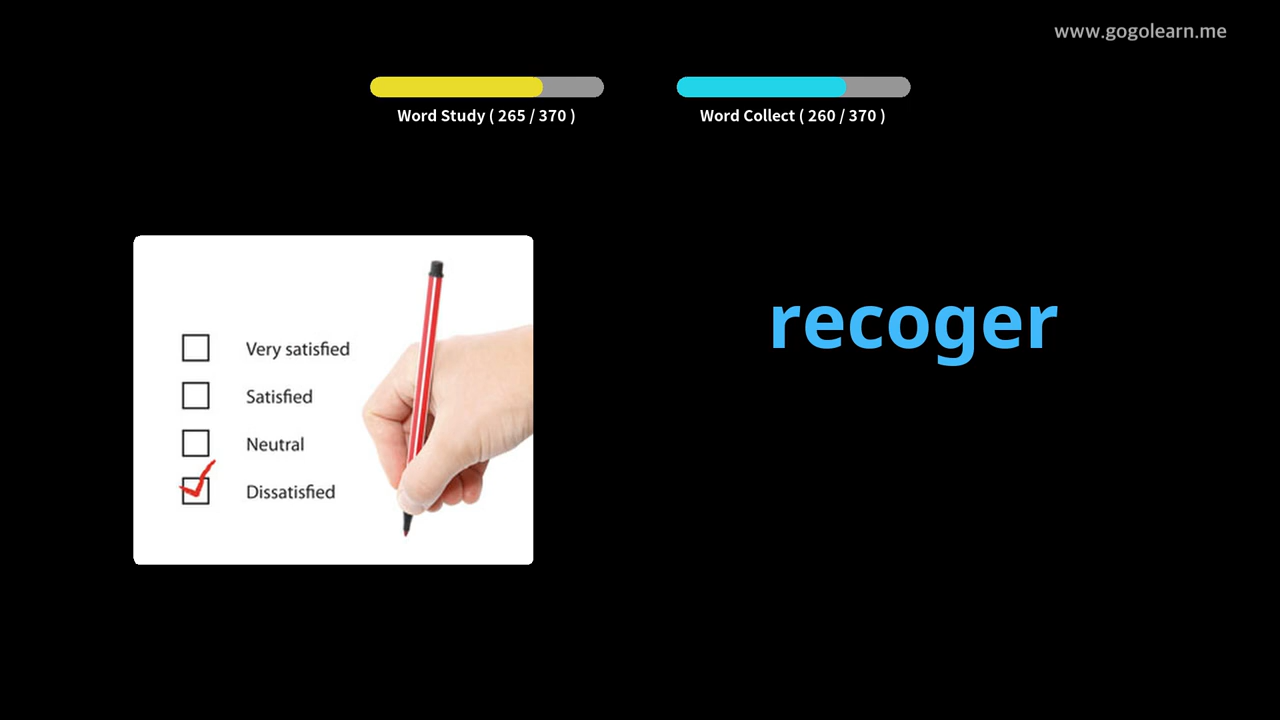 www.gogolearn.me
Word Study ( 265 / 370 )
Word Collect ( 260 / 370 )
recoger
Very satisfied
Satisfied
Neutral
Dissatisfied